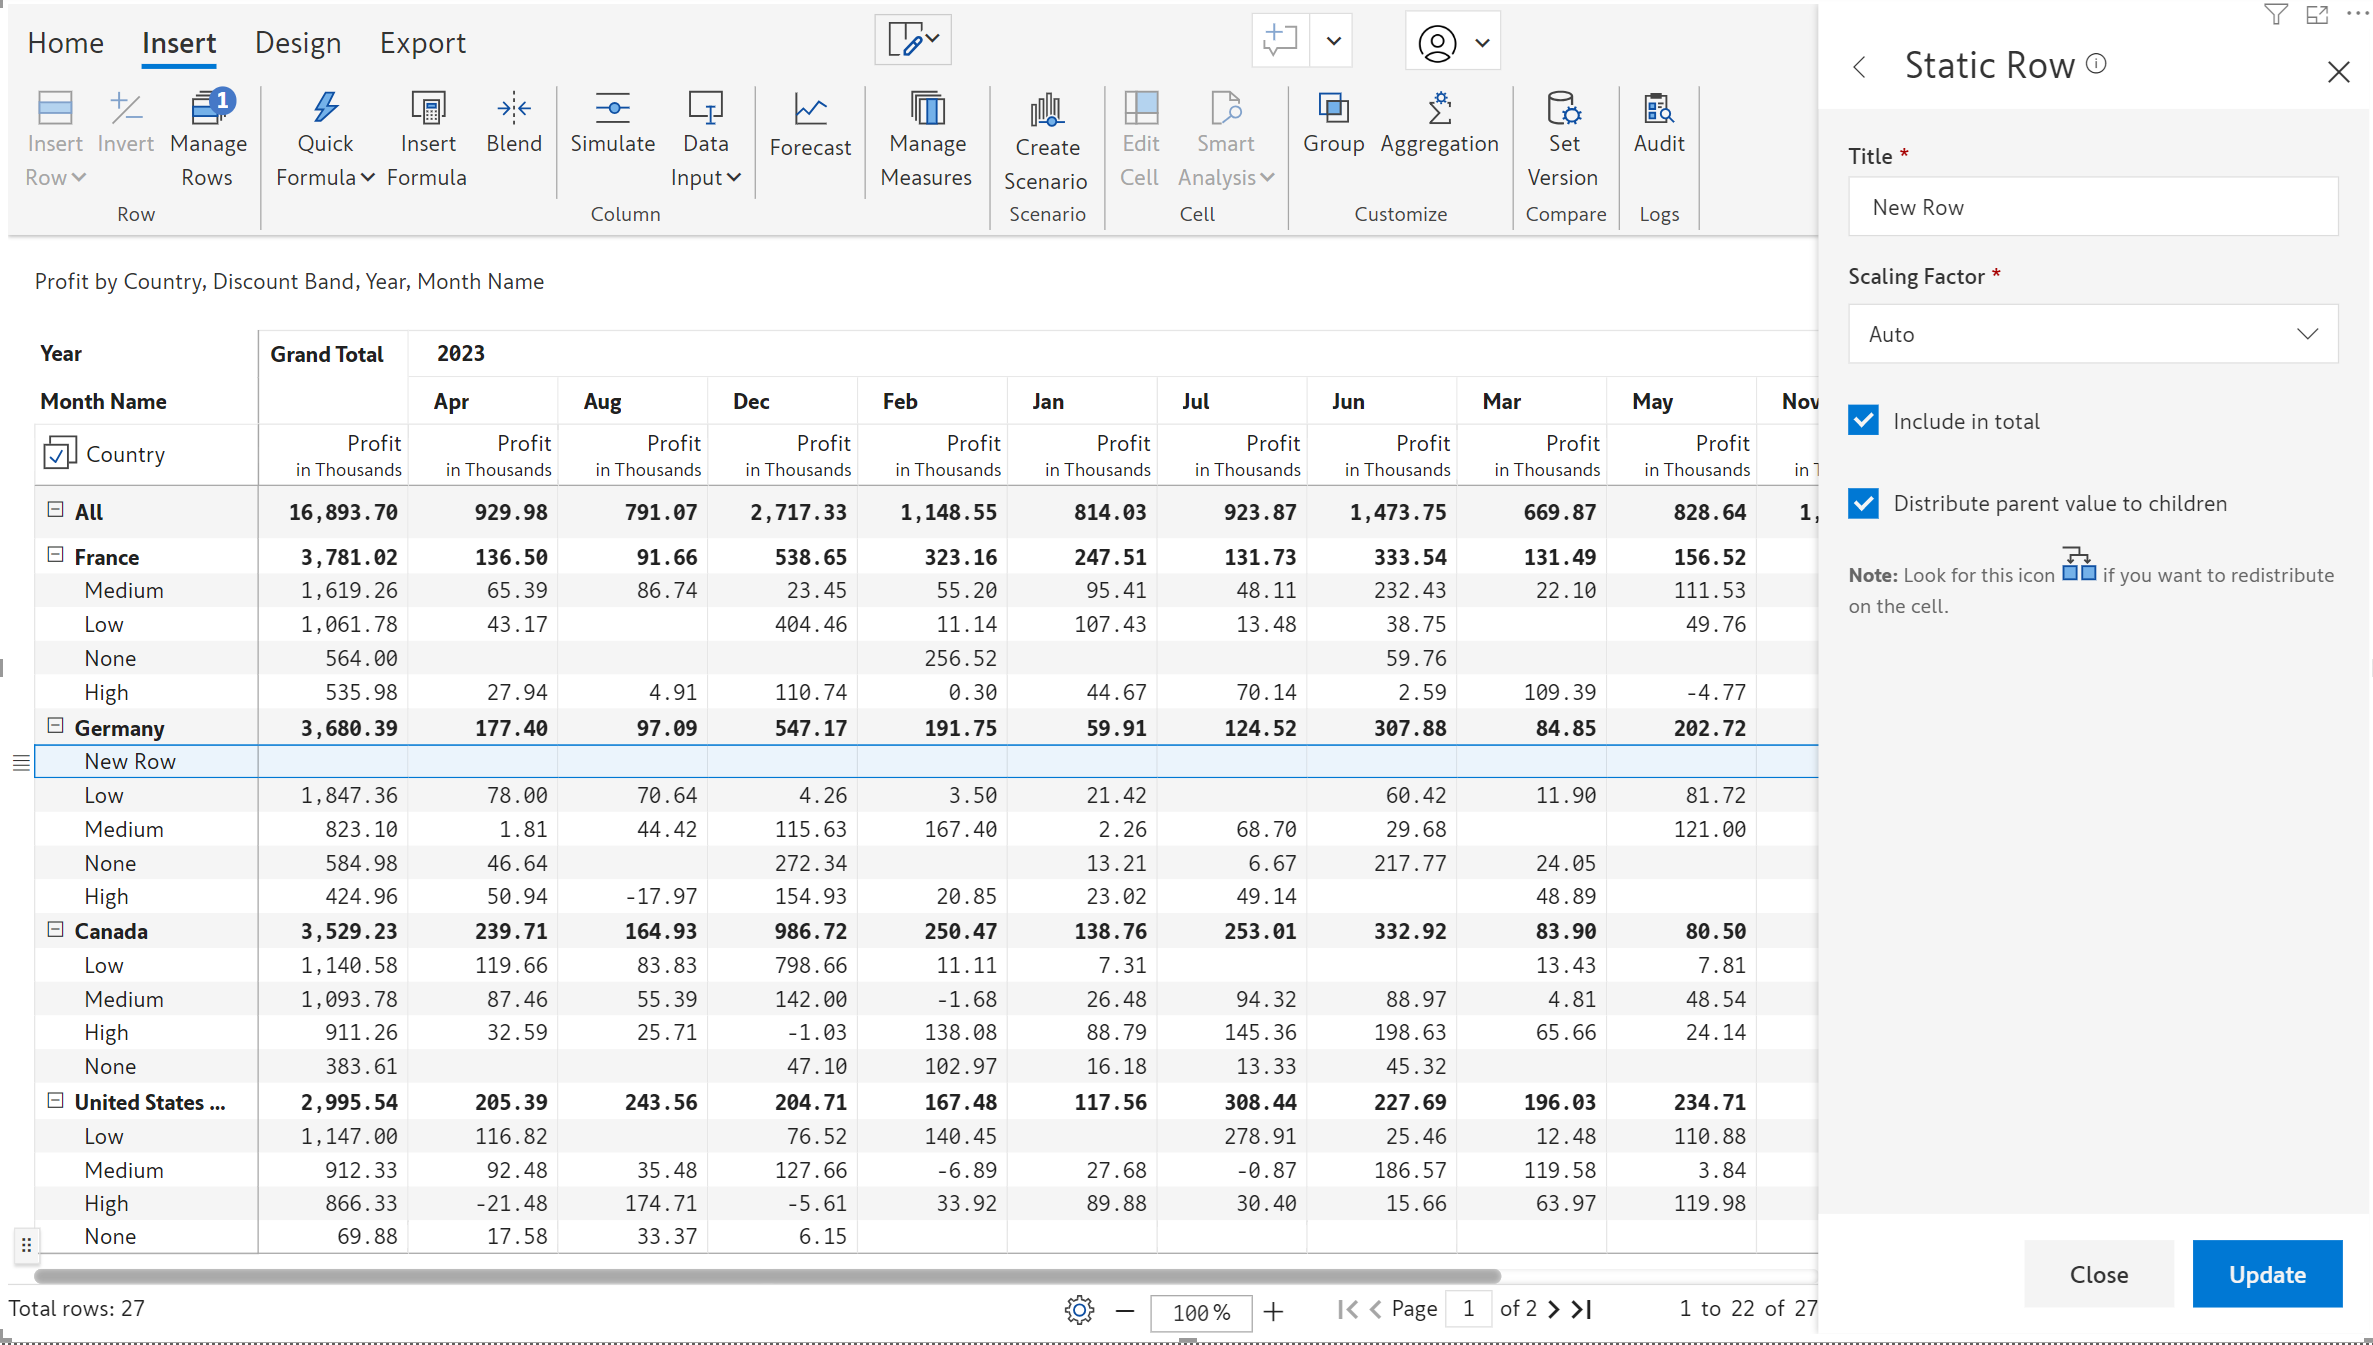 Home Insert Design Export
Insert Row Invert 1 Manage Rows Quick Formula Insert Formula Blend Simulate Data Input Forecast Manage Measures Create Scenario Edit Cell Smart Analysis Group Aggregation Set Version Audit
Row Column Scenario Cell Customize Compare Logs
Profit by Country, Discount Band, Year, Month Name
Year Grand Total 2023
Month Name Apr Aug Dec Feb Jan Jul Jun Mar May Nov
Country Profit Profit Profit Profit Profit Profit Profit Profit Profit Profit
in Thousands in Thousands in Thousands in Thousands in Thousands in Thousands in Thousands in Thousands in Thousands in Thousands in
All 16,893.70 929.98 791.07 2,717.33 1,148.55 814.03 923.87 1,473.75 669.87 828.64 1,
France 3,781.02 136.50 91.66 538.65 323.16 247.51 131.73 333.54 131.49 156.52
Medium 1,619.26 65.39 86.74 23.45 55.20 95.41 48.11 232.43 22.10 111.53
Low 1,061.78 43.17 404.46 11.14 107.43 13.48 38.75 49.76
None 564.00 256.52 59.76
High 535.98 27.94 4.91 110.74 0.30 44.67 70.14 2.59 109.39 -4.77
Germany 3,680.39 177.40 97.09 547.17 191.75 59.91 124.52 307.88 84.85 202.72
New Row
Low 1,847.36 78.00 70.64 4.26 3.50 21.42 60.42 11.90 81.72
Medium 823.10 1.81 44.42 115.63 167.40 2.26 68.70 29.68 121.00
None 584.98 46.64 272.34 13.21 6.67 217.77 24.05
High 424.96 50.94 -17.97 154.93 20.85 23.02 49.14 48.89
Canada 3,529.23 239.71 164.93 986.72 250.47 138.76 253.01 332.92 83.90 80.50
Low 1,140.58 119.66 83.83 798.66 11.11 7.31 13.43 7.81
Medium 1,093.78 87.46 55.39 142.00 -1.68 26.48 94.32 88.97 4.81 48.54
High 911.26 32.59 25.71 -1.03 138.08 88.79 145.36 198.63 65.66 24.14
None 383.61 47.10 102.97 16.18 13.33 45.32
United States ... 2,995.54 205.39 243.56 204.71 167.48 117.56 308.44 227.69 196.03 234.71
Low 1,147.00 116.82 76.52 140.45 278.91 25.46 12.48 110.88
Medium 912.33 92.48 35.48 127.66 -6.89 27.68 -0.87 186.57 119.58 3.84
High 866.33 -21.48 174.71 -5.61 33.92 89.88 30.40 15.66 63.97 119.98
None 69.88 17.58 33.37 6.15
Total rows: 27 100 % Page 1 of 2 1 to 22 of 27
Static Row
Title *
New Row
Scaling Factor *
Auto
Include in total
Distribute parent value to children
Note: Look for this icon if you want to redistribute
on the cell.
Close Update